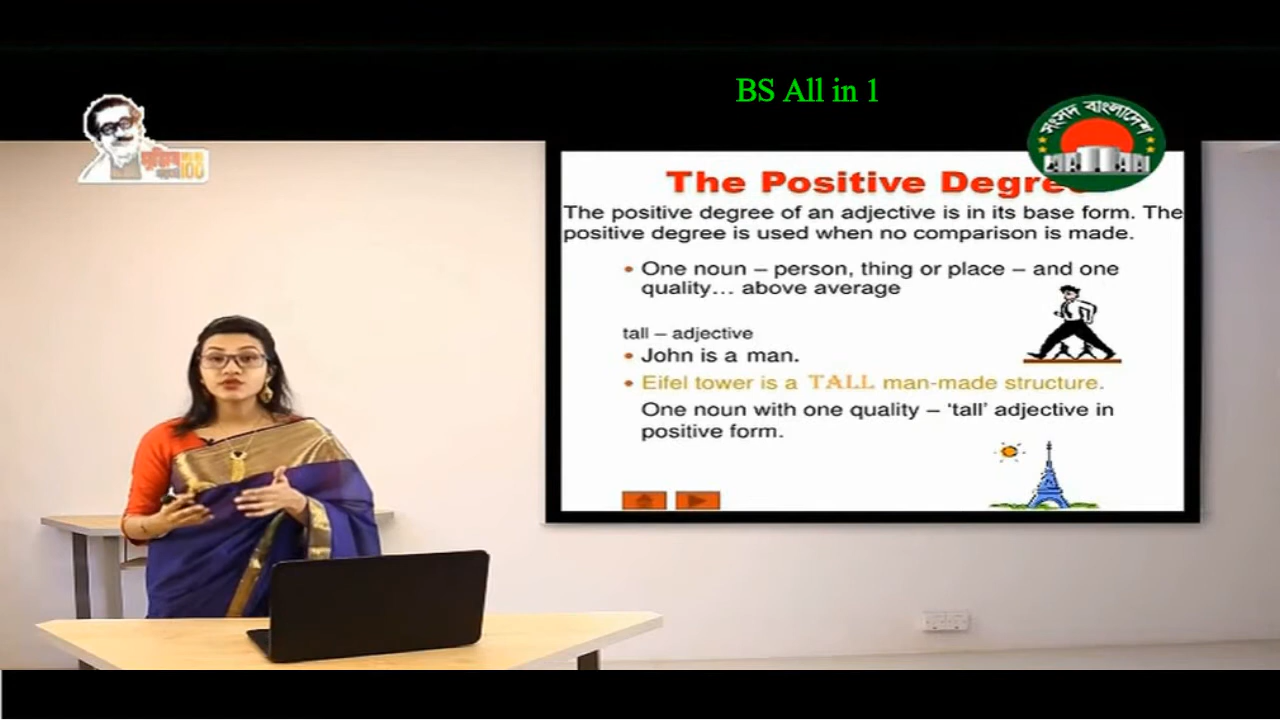 BS All in 1
সংসদ বাংলাদেশ
100
The Positive Degre
The positive degree of an adjective is in its base form. The
positive degree is used when no comparison is made.
• One noun – person, thing or place – and one
quality... above average
tall – adjective
• John is a man.
• Eifel tower is a TALL man-made structure.
One noun with one quality – ‘tall’ adjective in
positive form.